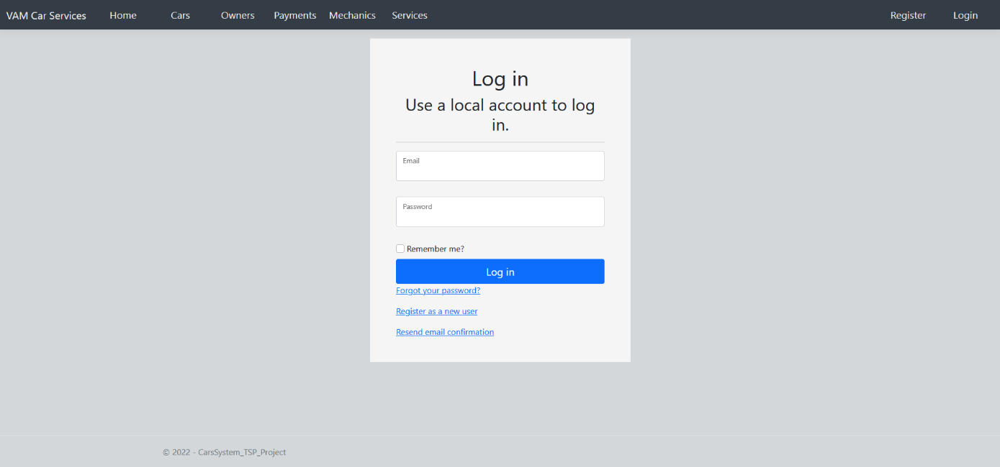 VAM Car Services Home Cars Owners Payments Mechanics Services Register Login
Log in
Use a local account to log
in.
Email
Password
Remember me?
Log in
Forgot your password?
Register as a new user
Resend email confirmation
© 2022 - CarsSystem_TSP_Project